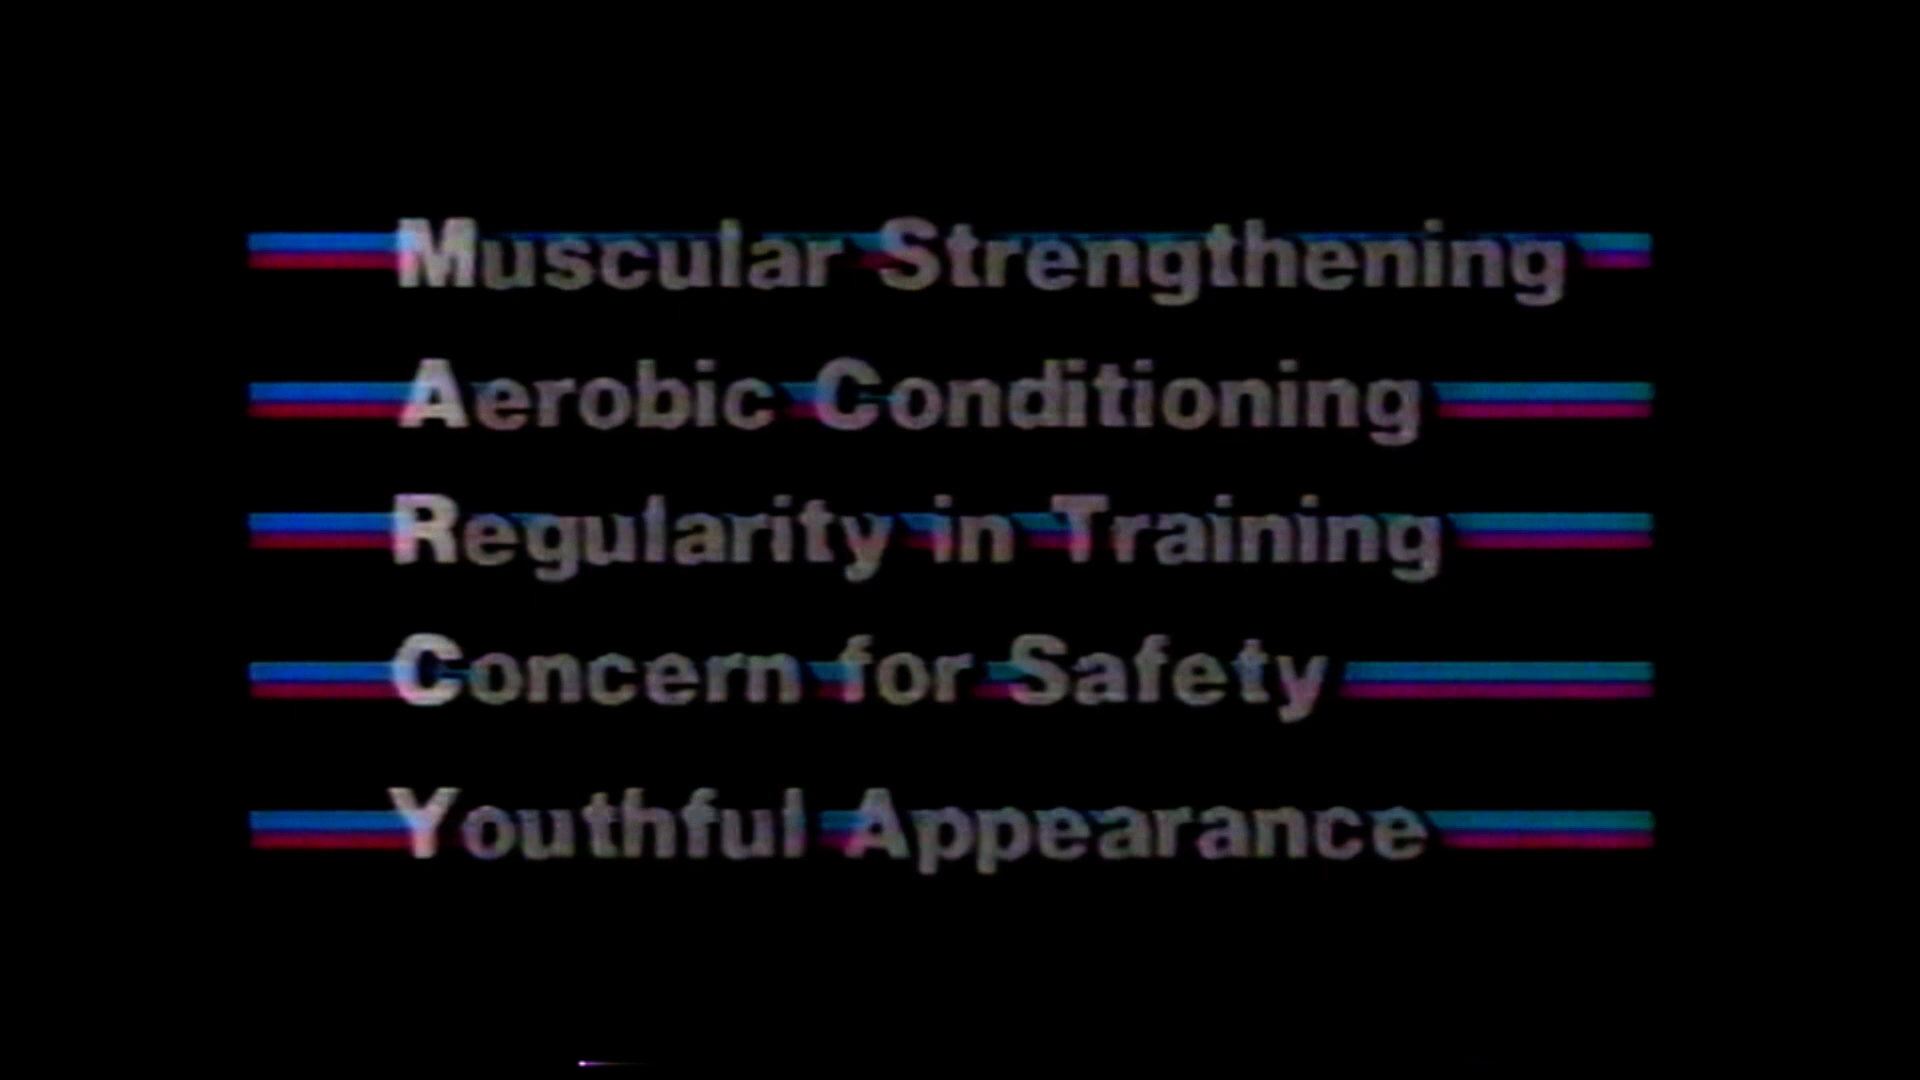 Muscular Strengthening
Aerobic Conditioning
Regularity in Training
Concern for Safety
Youthful Appearance